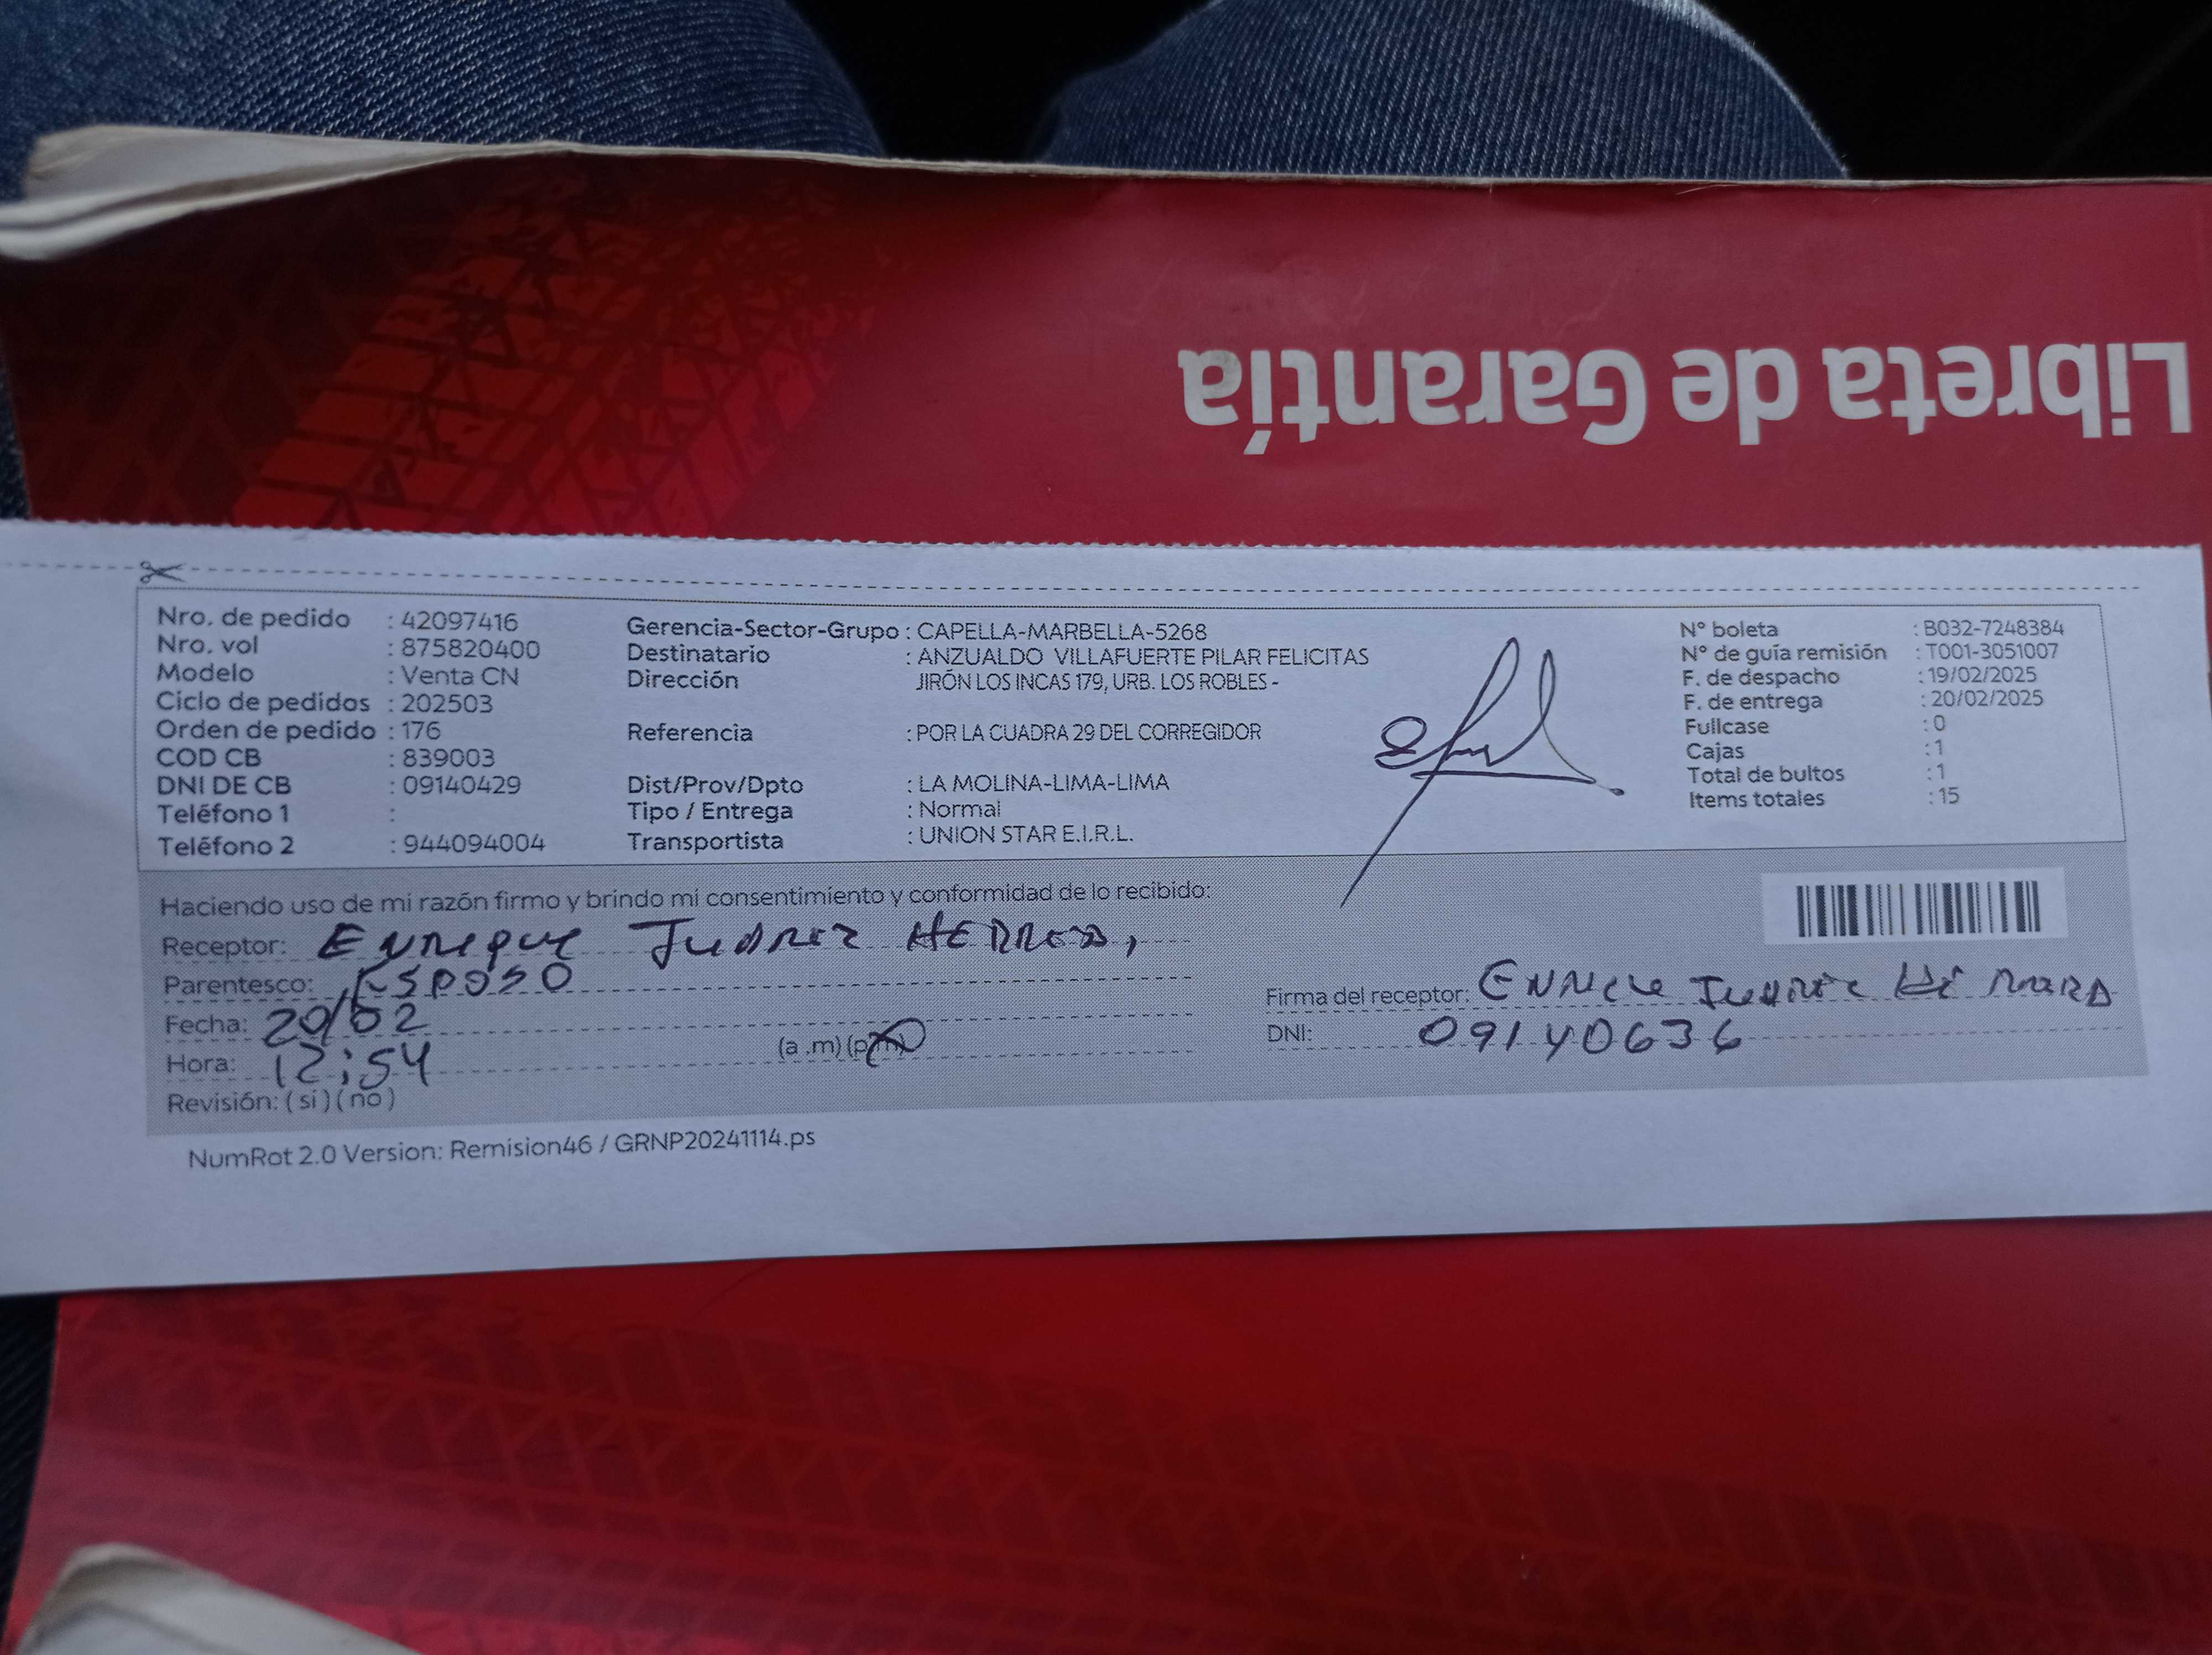 Libreta de Garantía
Nro. de pedido : 42097416
Nro. vol : 875820400
Modelo : Venta CN
Ciclo de pedidos : 202503
Orden de pedido : 176
COD CB : 839003
DNI DE CB : 09140429
Teléfono 1 :
Teléfono 2 : 944094004
Gerencia-Sector-Grupo : CAPELLA-MARBELLA-5268
Destinatario : ANZUALDO VILLAFUERTE PILAR FELICITAS
Dirección JIRÓN LOS INCAS 179, URB. LOS ROBLES -
Referencia : POR LA CUADRA 29 DEL CORREGIDOR
Dist/Prov/Dpto : LA MOLINA-LIMA-LIMA
Tipo / Entrega : Normal
Transportista : UNION STAR E.I.R.L.
N° boleta : B032-7248384
N° de guía remisión : T001-3051007
F. de despacho : 19/02/2025
F. de entrega : 20/02/2025
Fullcase : 0
Cajas : 1
Total de bultos : 1
Items totales : 15
Haciendo uso de mi razón firmo y brindo mi consentimiento y conformidad de lo recibido:
Receptor: Enrique Juarez HERRERA,
Parentesco: ESPOSO
Fecha: 20/02
Hora: 12:54 (a .m) (p.m)
Revisión: ( si ) ( no )
Firma del receptor: Juarez
DNI: 09140636
NumRot 2.0 Version: Remision46 / GRNP20241114.ps